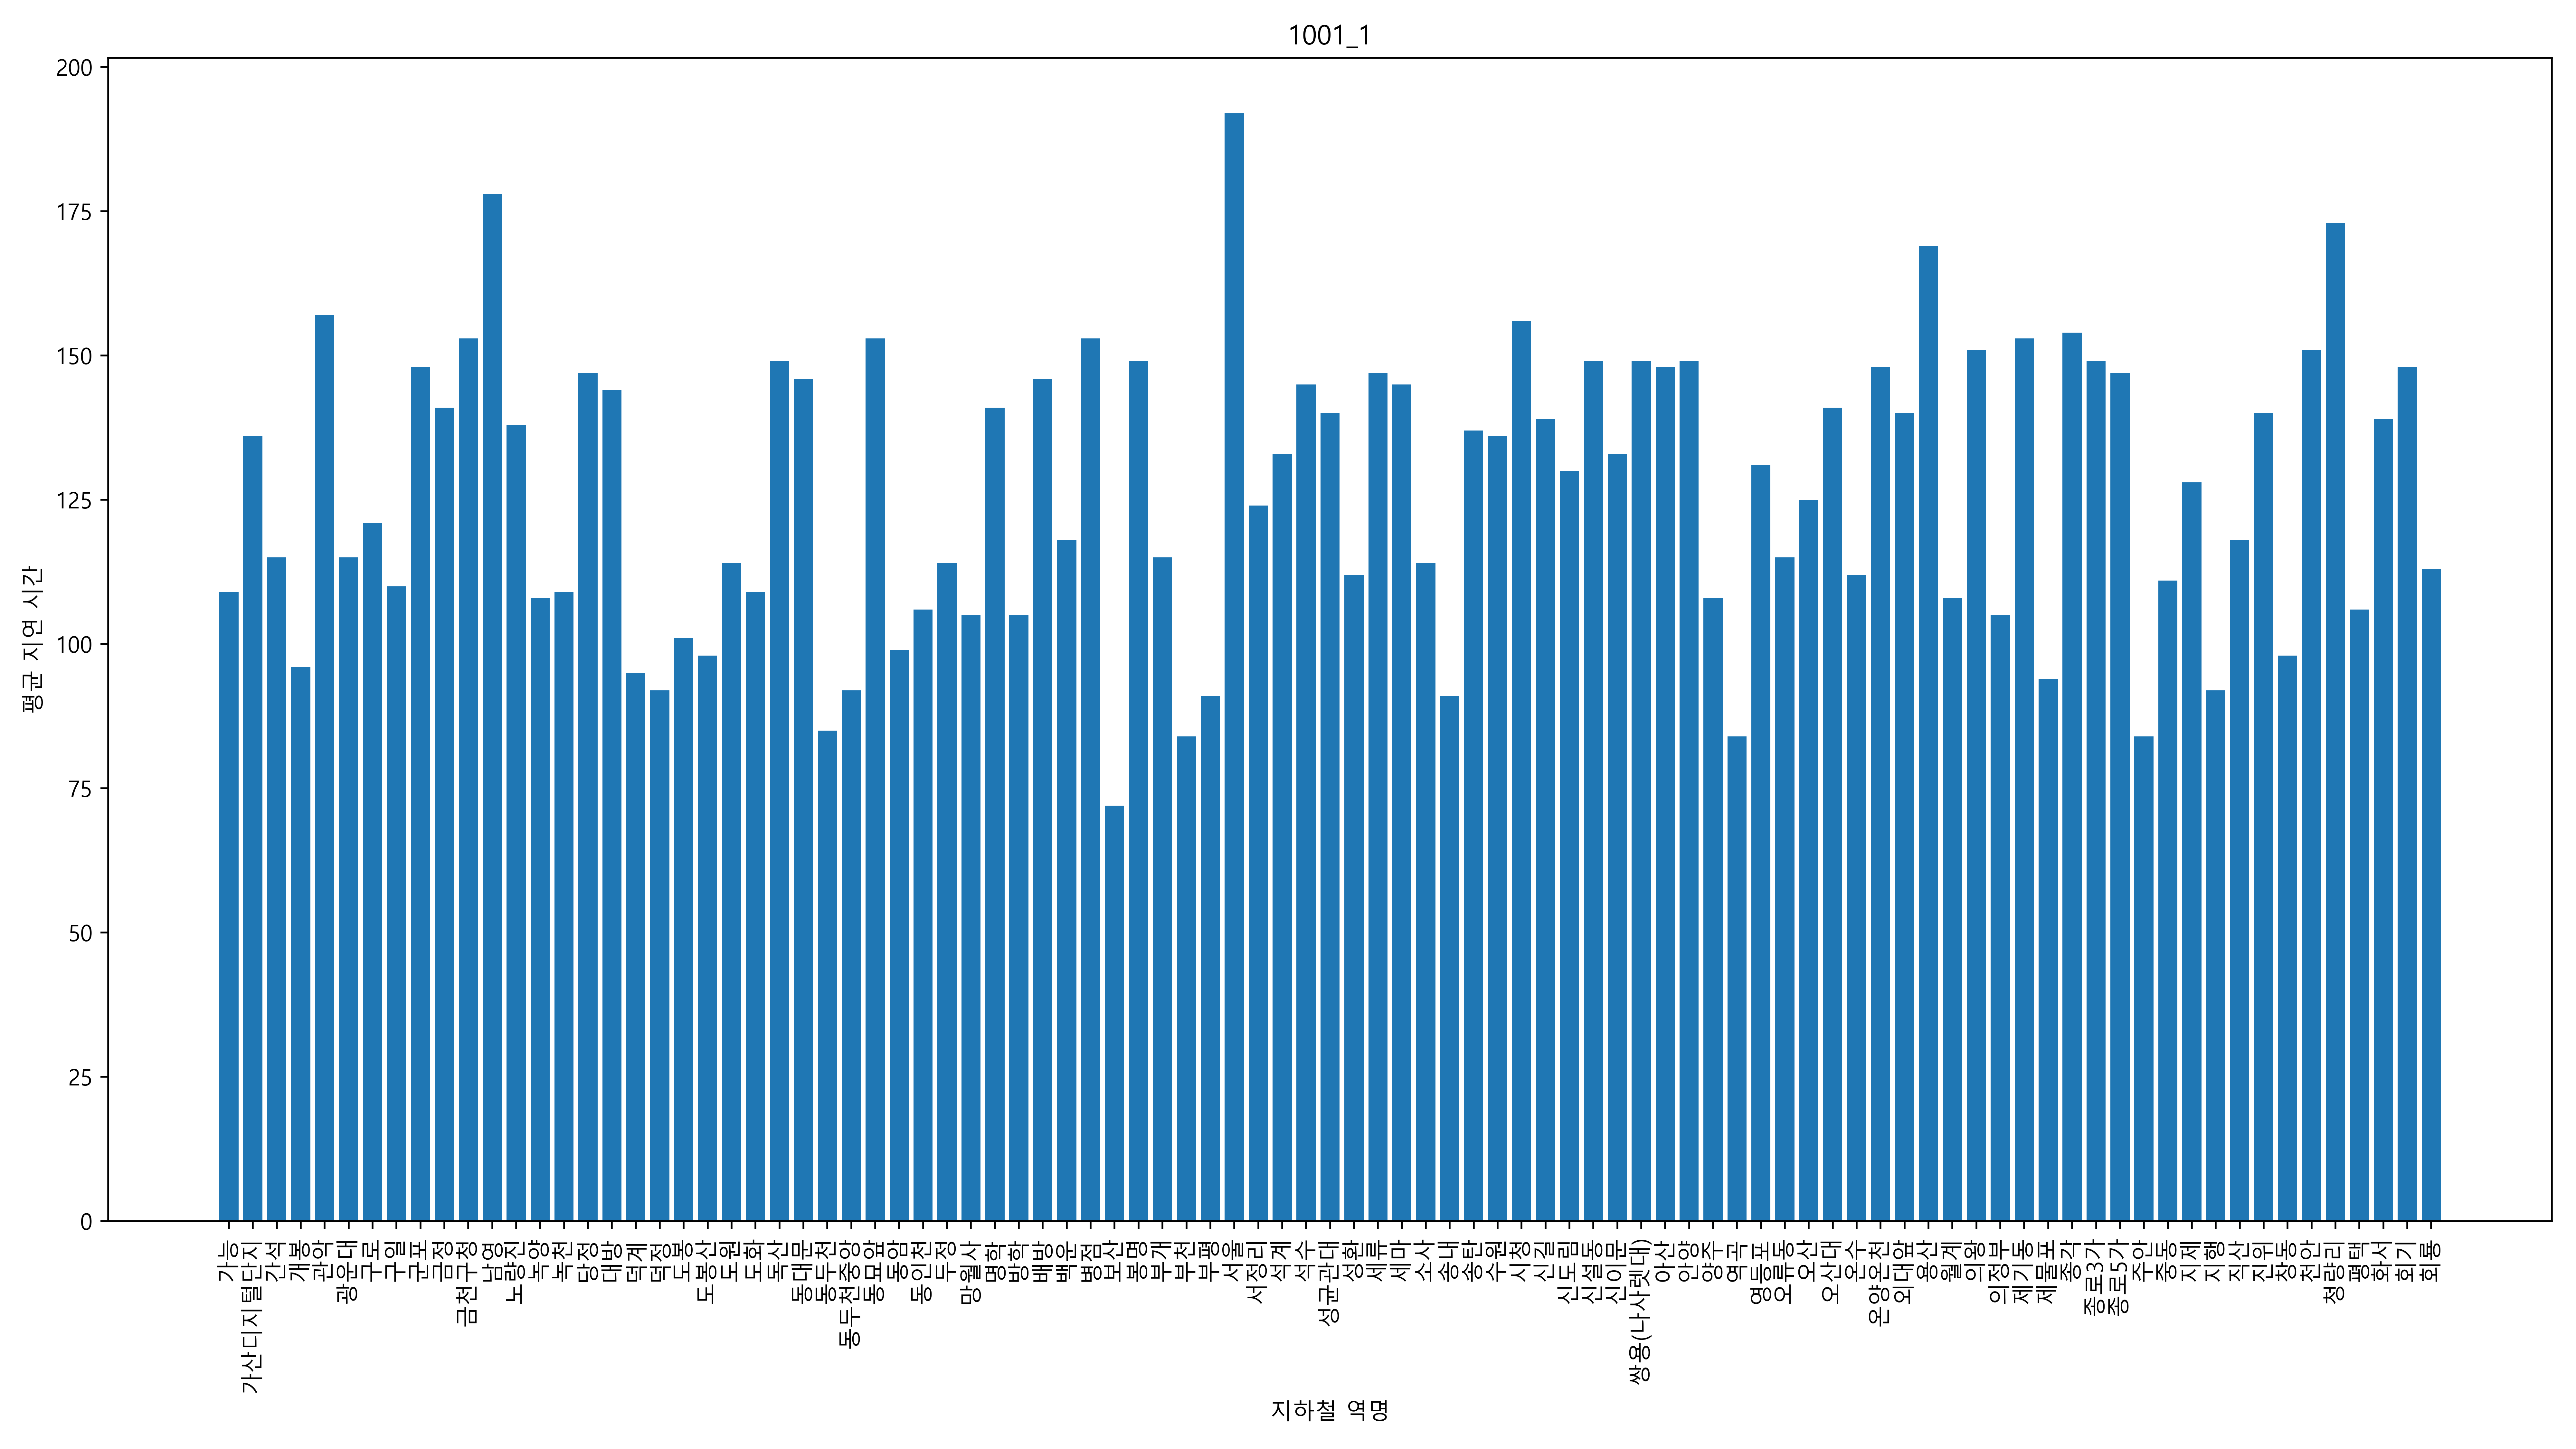 1001_1
평균 지연 시간
200
175
150
125
100
75
50
25
0
가능
가산디지털단지
간석
개봉
관악
광운대
구로
구일
군포
금정
금천구청
남영
노량진
녹양
녹천
당정
대방
덕계
덕정
도봉
도봉산
도원
도화
독산
동대문
동두천
동두천중앙
동묘앞
동암
동인천
두정
망월사
명학
방학
배방
백운
병점
보산
봉명
부개
부천
부평
서울
서정리
석계
석수
성균관대
성환
세류
세마
소사
송내
송탄
수원
시청
신길
신도림
신설동
신이문
쌍용(나사렛대)
아산
안양
양주
역곡
영등포
오류동
오산
오산대
온수
온양온천
외대앞
용산
월계
의왕
의정부
제기동
제물포
종각
종로3가
종로5가
주안
중동
지제
지행
직산
진위
창동
천안
청량리
평택
화서
회기
회룡
지하철 역명